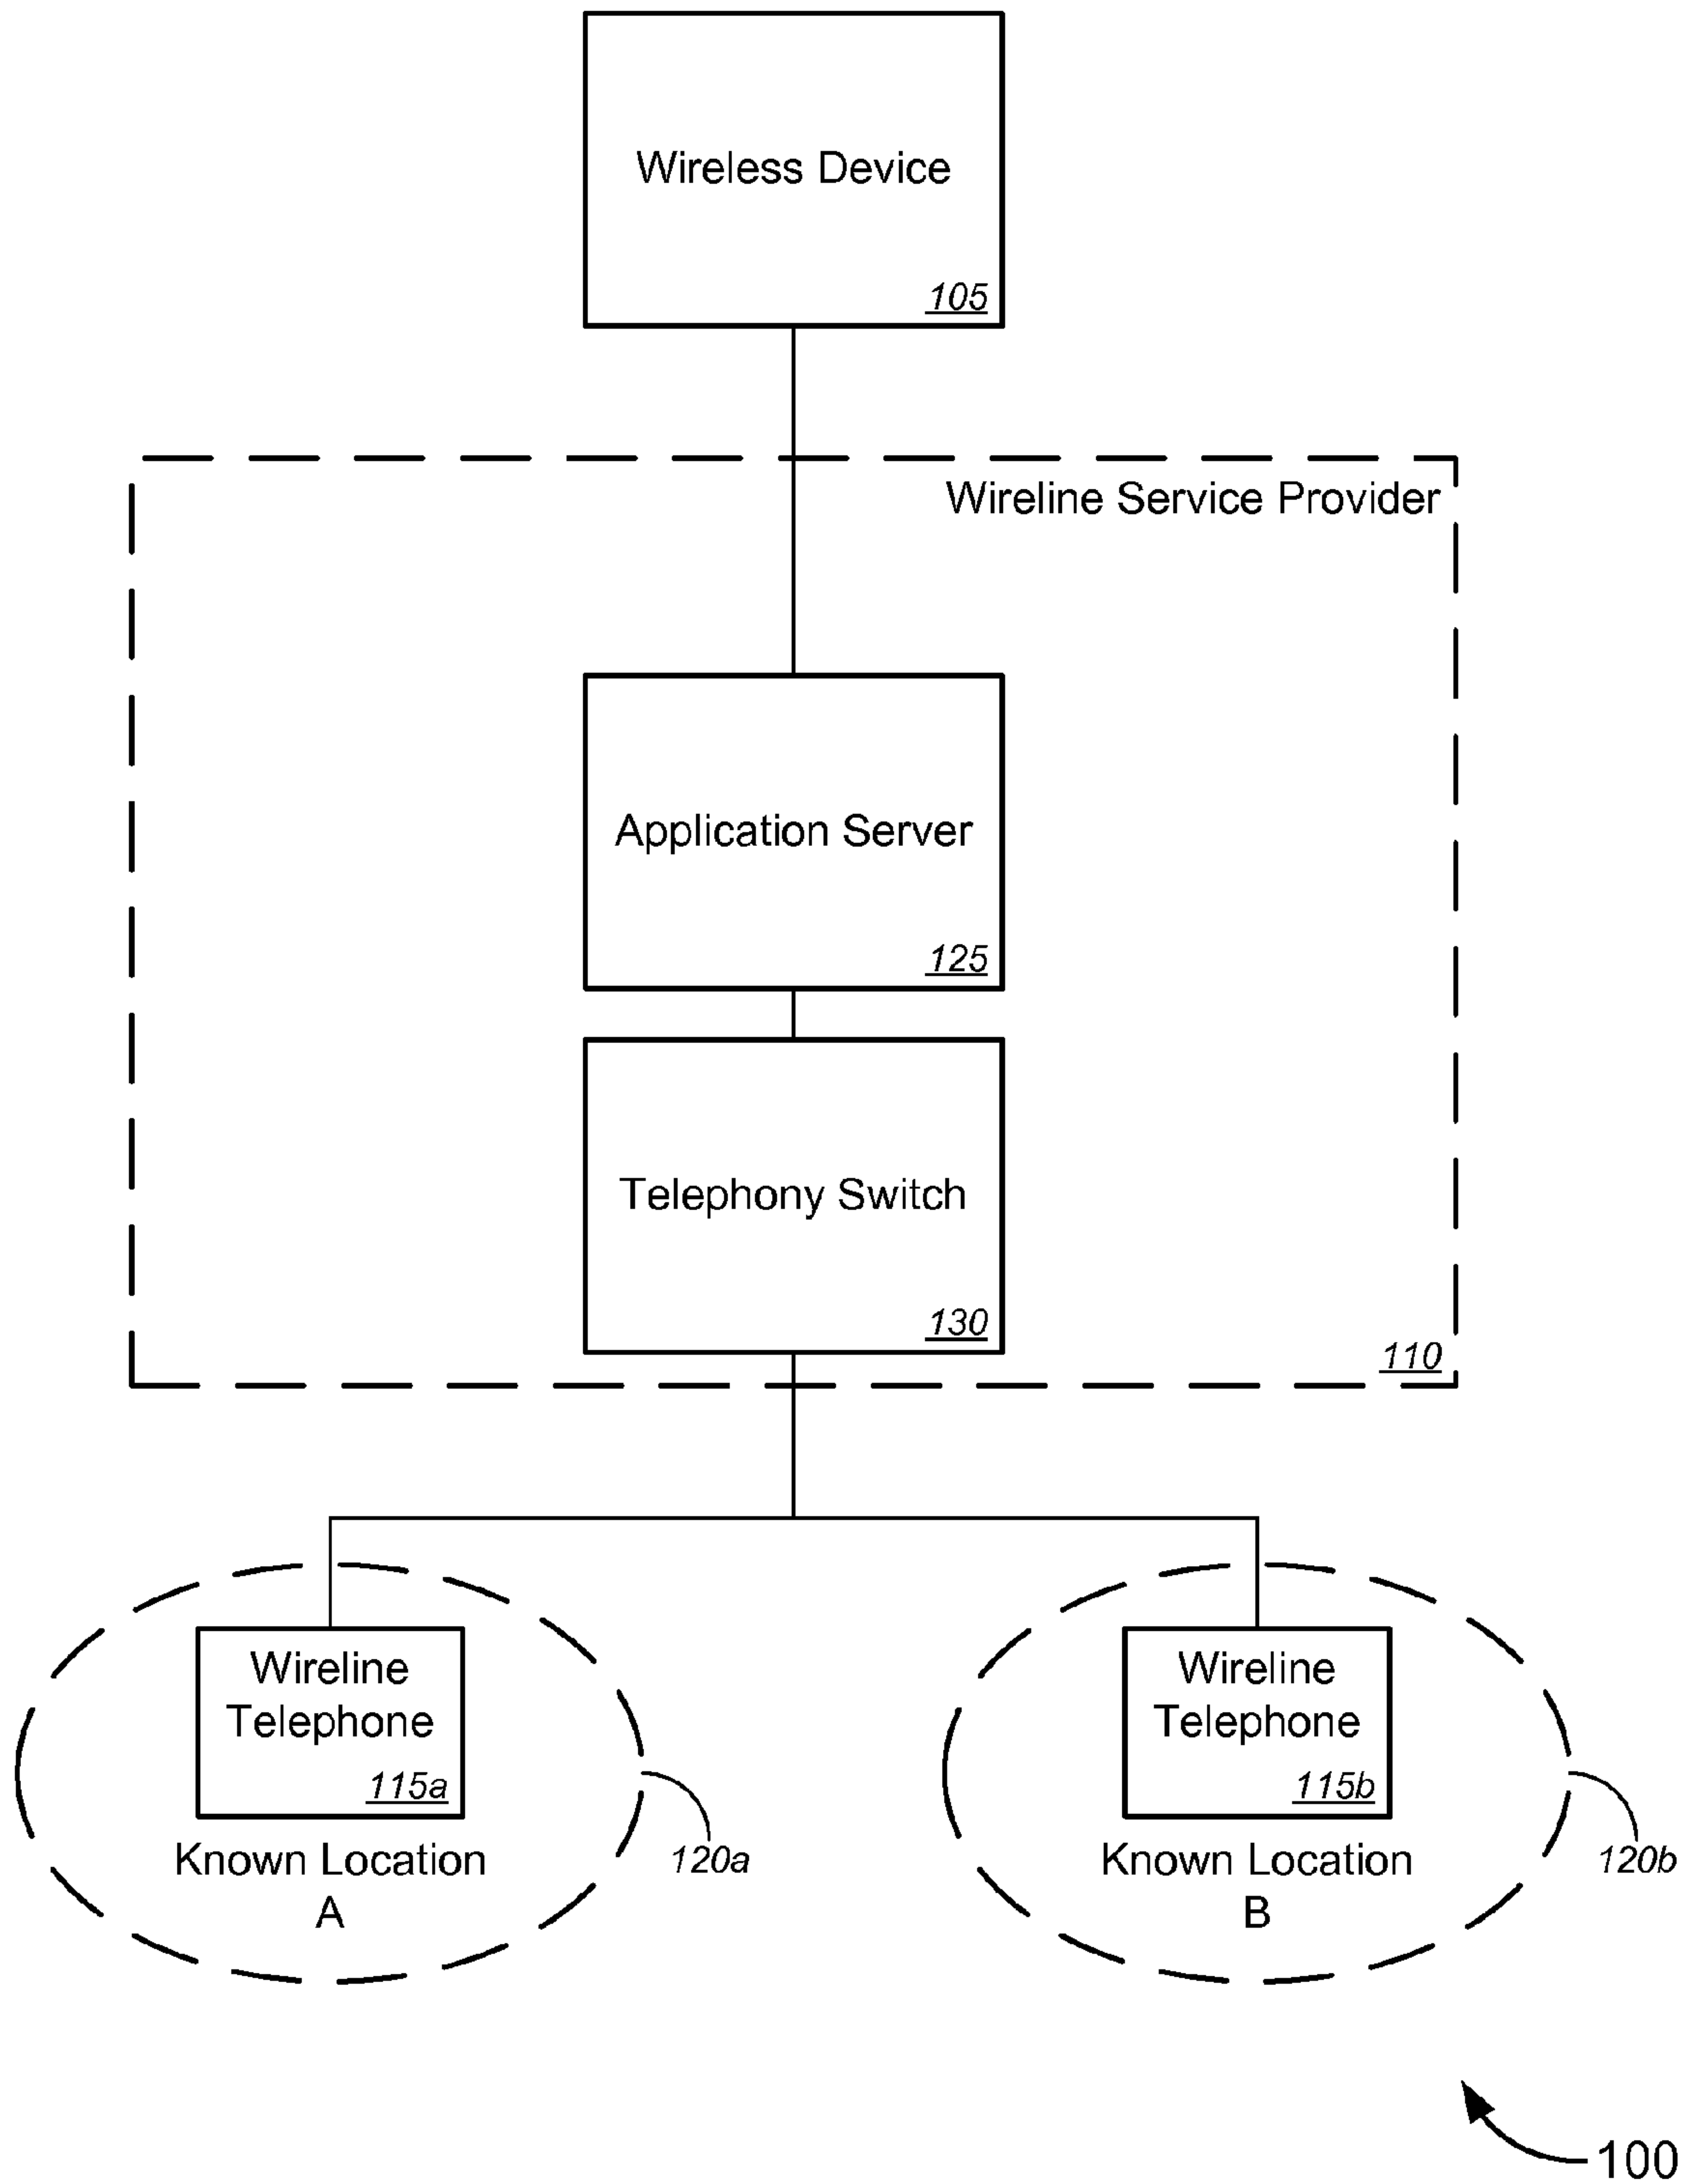 Wireless Device
105
Wireline Service Provider
Application Server
125
Telephony Switch
130
110
Wireline
Telephone
115a
Known Location
A
120a
Wireline
Telephone
115b
Known Location
B
120b
100